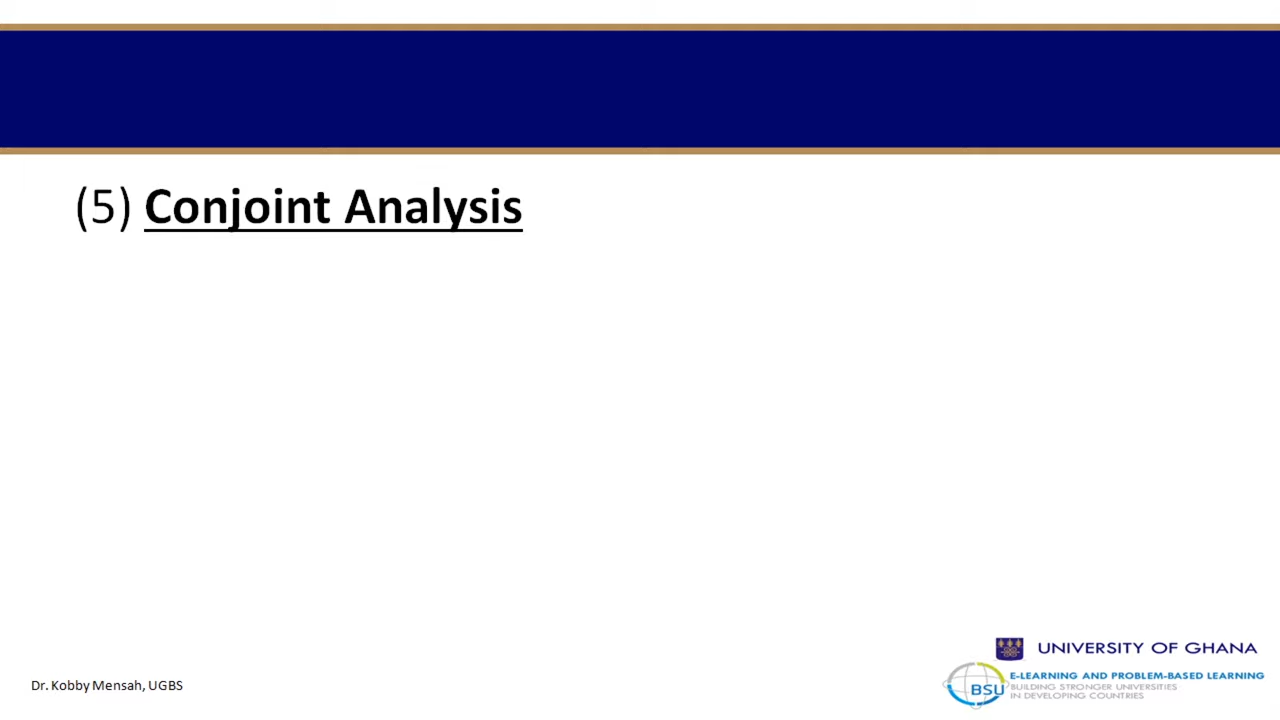 (5) Conjoint Analysis
UNIVERSITY OF GHANA
Dr. Kobby Mensah, UGBS
BSU
E-LEARNING AND PROBLEM-BASED LEARNING
BUILDING STRONGER UNIVERSITIES
IN DEVELOPING COUNTRIES